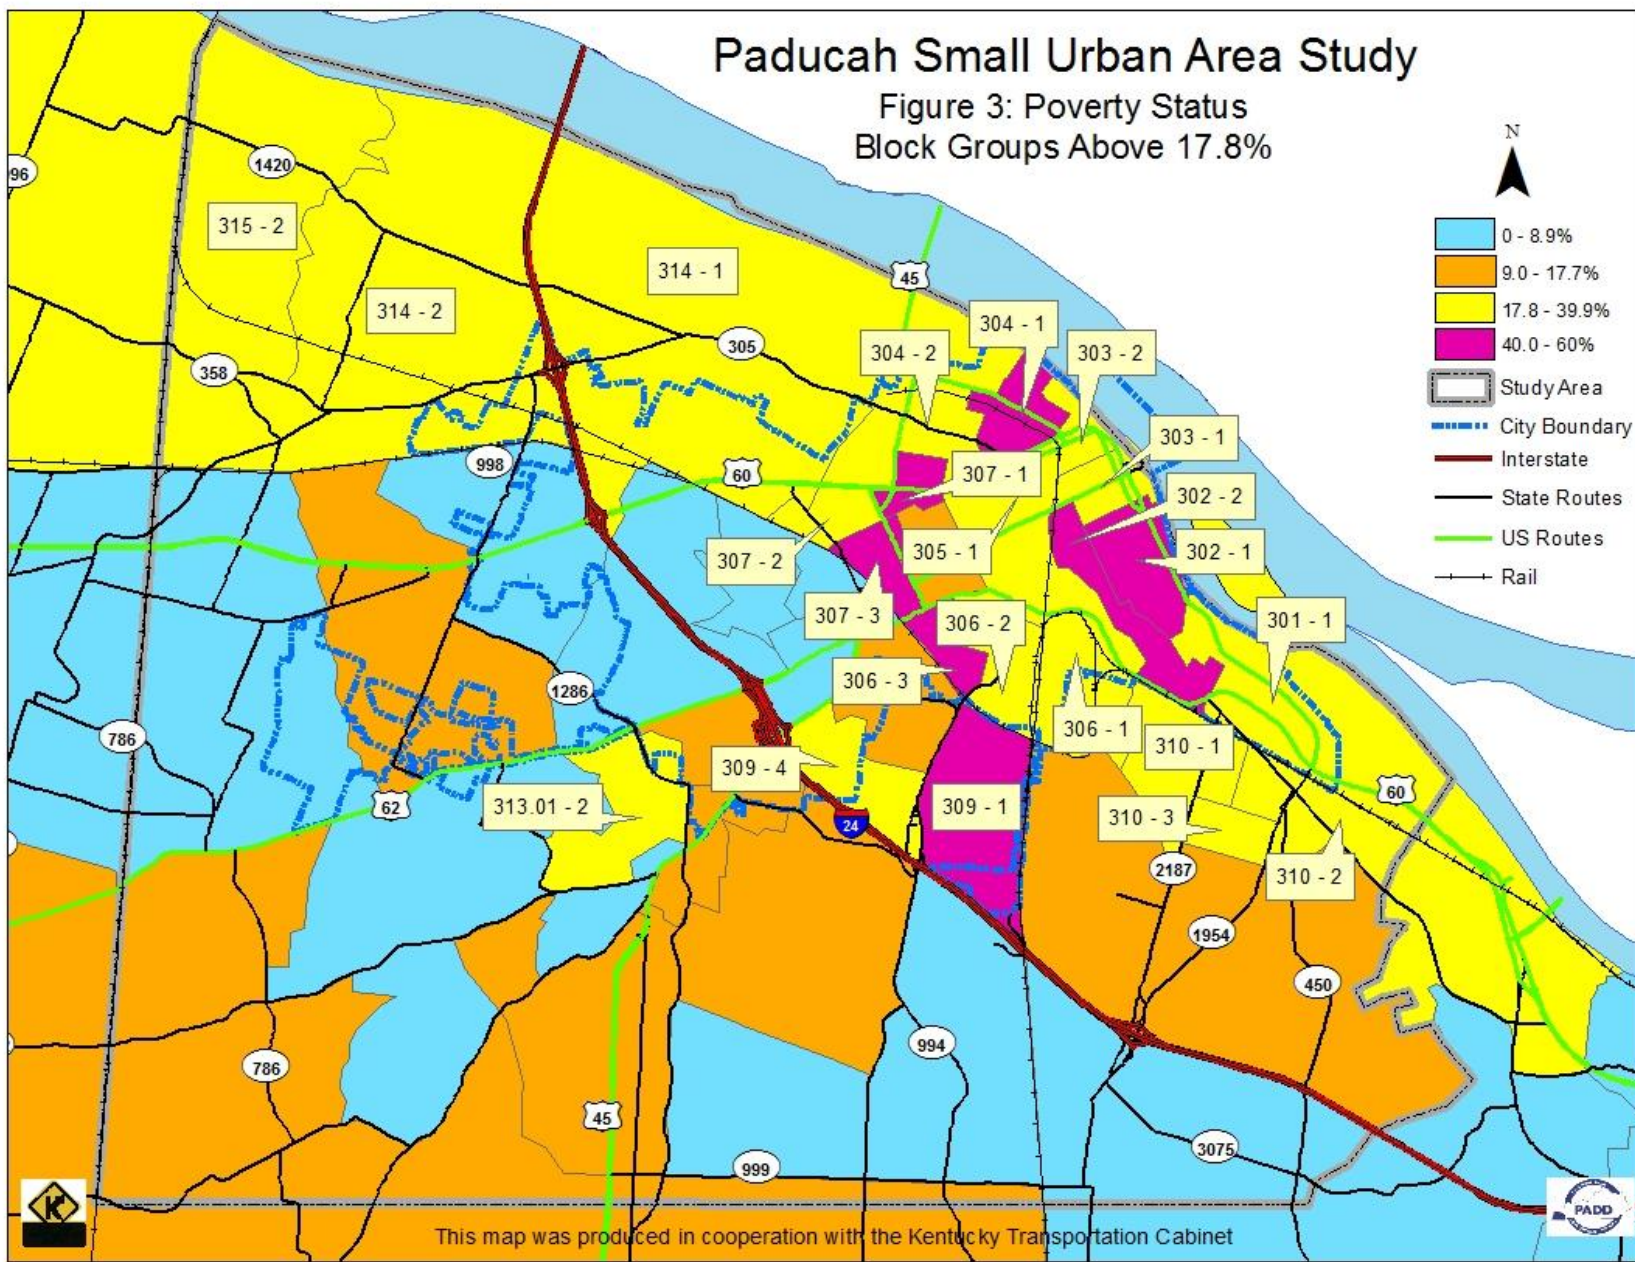 Paducah Small Urban Area Study
Figure 3: Poverty Status
Block Groups Above 17.8%
N
0 - 8.9%
9.0 - 17.7%
17.8 - 39.9%
40.0 - 60%
Study Area
City Boundary
Interstate
State Routes
US Routes
Rail
96
1420
315 - 2
314 - 1
314 - 2
45
304 - 1
304 - 2
303 - 2
305
358
303 - 1
998
60
307 - 1
302 - 2
307 - 2
305 - 1
302 - 1
307 - 3
306 - 2
301 - 1
306 - 3
1286
786
306 - 1
310 - 1
309 - 4
62
313.01 - 2
309 - 1
60
310 - 3
24
2187
310 - 2
1954
450
994
786
45
999
3075
K
PADD
This map was produced in cooperation with the Kentucky Transportation Cabinet